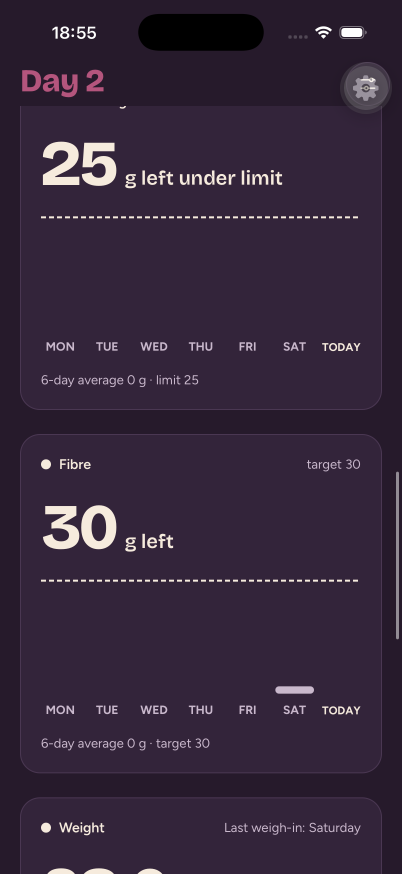 18:55
Day 2
25 g left under limit
MON TUE WED THU FRI SAT TODAY
6-day average 0 g · limit 25
Fibre target 30
30 g left
MON TUE WED THU FRI SAT TODAY
6-day average 0 g · target 30
Weight Last weigh-in: Saturday